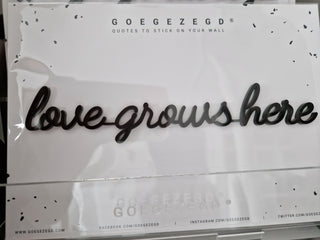 GOEGEZEGD®
QUOTES TO STICK ON YOUR WALL
love grows here
GOEGEZEGD
WWW.GOEGEZEGD.COM
FACEBOOK.COM/GOEGEZEGD
INSTAGRAM.COM/GOEGEZEGD
TWITTER.COM/GOEGEZEGD